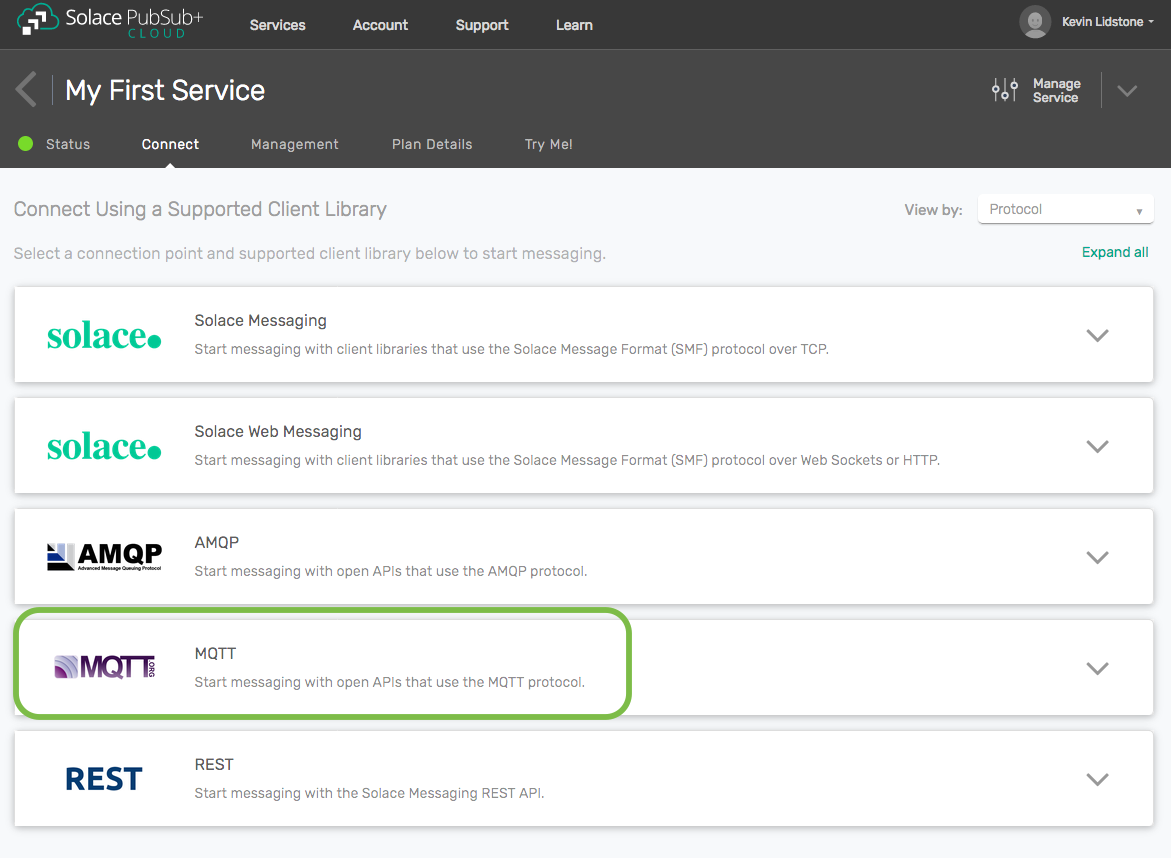 Solace PubSub+
CLOUD
Services
Account
Support
Learn
Kevin Lidstone
My First Service
Manage
Service
Status
Connect
Management
Plan Details
Try Me!
Connect Using a Supported Client Library
View by:
Protocol
Select a connection point and supported client library below to start messaging.
Expand all
solace.
Solace Messaging
Start messaging with client libraries that use the Solace Message Format (SMF) protocol over TCP.
solace.
Solace Web Messaging
Start messaging with client libraries that use the Solace Message Format (SMF) protocol over Web Sockets or HTTP.
AMQP
Advanced Message Queuing Protocol
AMQP
Start messaging with open APIs that use the AMQP protocol.
MQTT.ORG
MQTT
Start messaging with open APIs that use the MQTT protocol.
REST
REST
Start messaging with the Solace Messaging REST API.